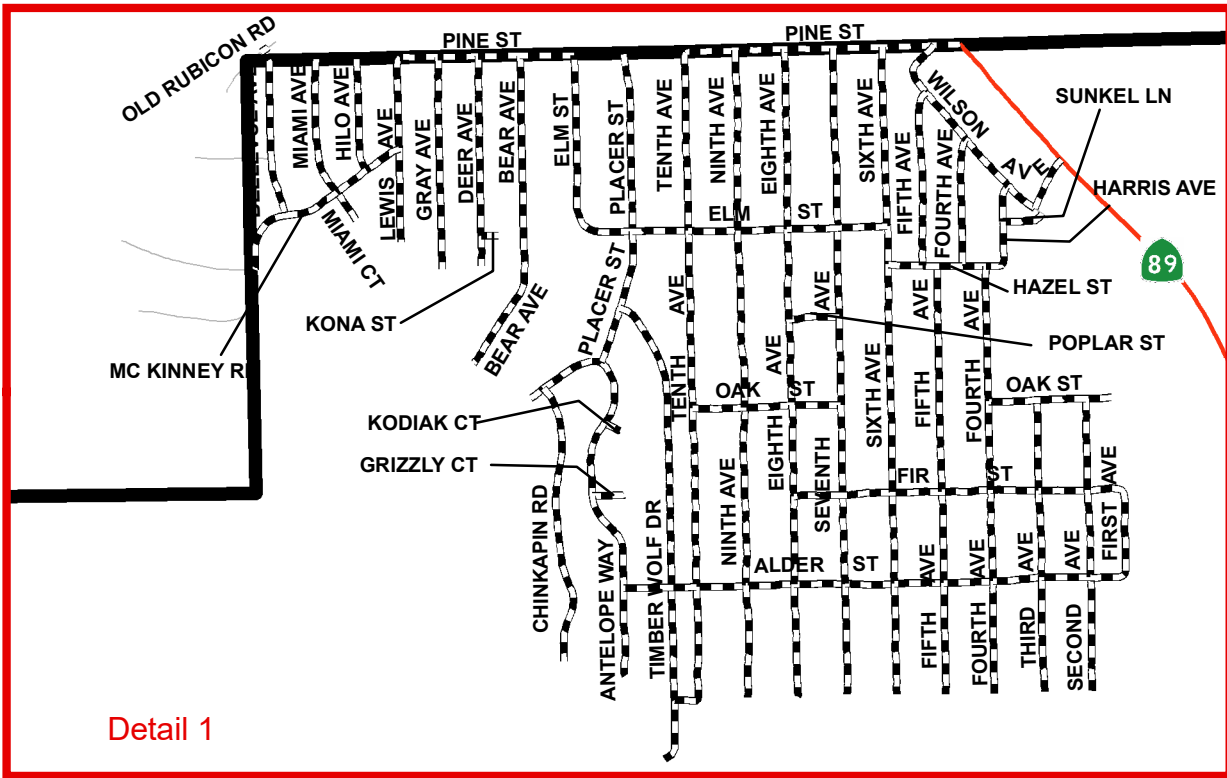 PINE ST
PINE ST
OLD RUBICON RD
MIAMI AVE
HILO AVE
LEWIS AVE
GRAY AVE
DEER AVE
BEAR AVE
ELM ST
PLACER ST
TENTH AVE
NINTH AVE
EIGHTH AVE
SIXTH AVE
FIFTH AVE
FOURTH AVE
WILSON AVE
SUNKEL LN
HARRIS AVE
ELM ST
MIAMI CT
89
HAZEL ST
KONA ST
BEAR AVE
PLACER ST
TENTH AVE
EIGHTH AVE
SEVENTH AVE
SIXTH AVE
FIFTH AVE
FOURTH AVE
POPLAR ST
MC KINNEY R
OAK ST
OAK ST
KODIAK CT
GRIZZLY CT
FIR ST
CHINKAPIN RD
ANTELOPE WAY
TIMBER WOLF DR
NINTH AVE
ALDER ST
FIFTH AVE
FOURTH AVE
THIRD AVE
SECOND AVE
FIRST AVE
Detail 1